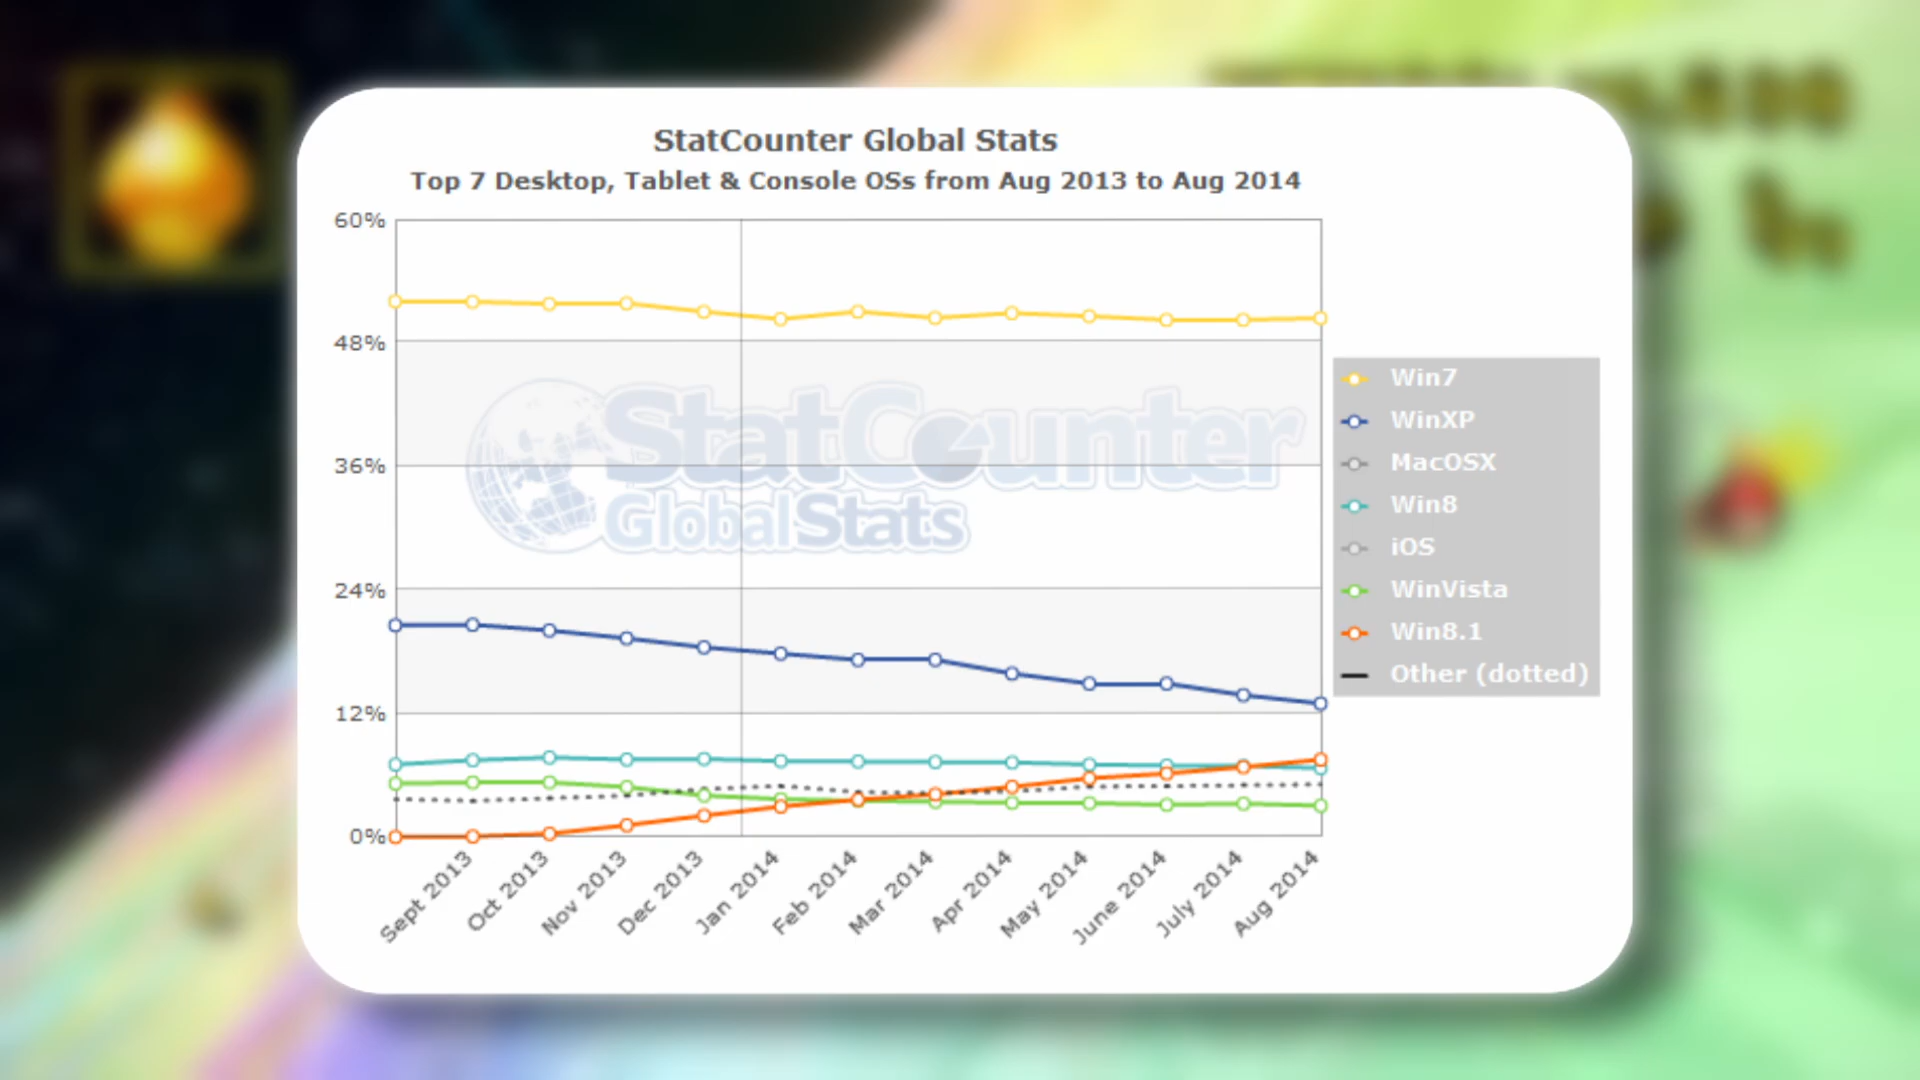 StatCounter Global Stats
Top 7 Desktop, Tablet & Console OSs from Aug 2013 to Aug 2014
60%
48%
36%
24%
12%
0%
StatCounter
GlobalStats
Sept 2013
Oct 2013
Nov 2013
Dec 2013
Jan 2014
Feb 2014
Mar 2014
Apr 2014
May 2014
June 2014
July 2014
Aug 2014
Win7
WinXP
MacOSX
Win8
iOS
WinVista
Win8.1
Other (dotted)